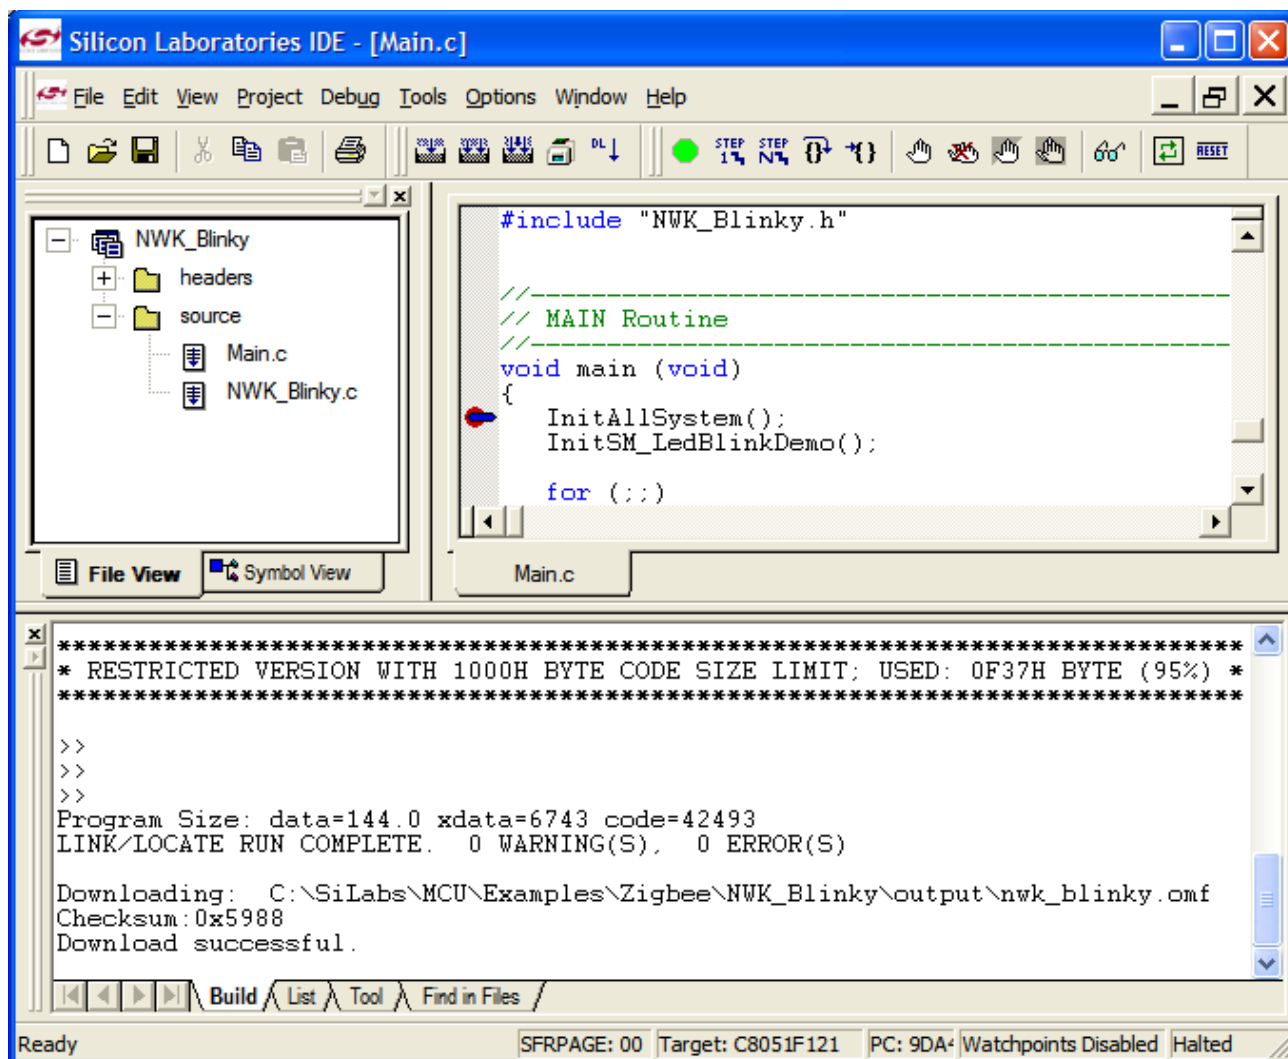 Silicon Laboratories IDE - [Main.c]
File Edit View Project Debug Tools Options Window Help
DL STEP 1 STEP N RESET
NWK_Blinky
headers
source
Main.c
NWK_Blinky.c
File View Symbol View
#include "NWK_Blinky.h"
//---------------------------------------------
// MAIN Routine
//---------------------------------------------
void main (void)
{
InitAllSystem();
InitSM_LedBlinkDemo();
for (;;)
Main.c
******************************************************************************
* RESTRICTED VERSION WITH 1000H BYTE CODE SIZE LIMIT; USED: 0F37H BYTE (95%) *
******************************************************************************
>>
>>
>>
Program Size: data=144.0 xdata=6743 code=42493
LINK/LOCATE RUN COMPLETE. 0 WARNING(S), 0 ERROR(S)
Downloading: C:\SiLabs\MCU\Examples\Zigbee\NWK_Blinky\output\nwk_blinky.omf
Checksum:0x5988
Download successful.
Build List Tool Find in Files
Ready SFRPAGE: 00 Target: C8051F121 PC: 9DA4 Watchpoints Disabled Halted